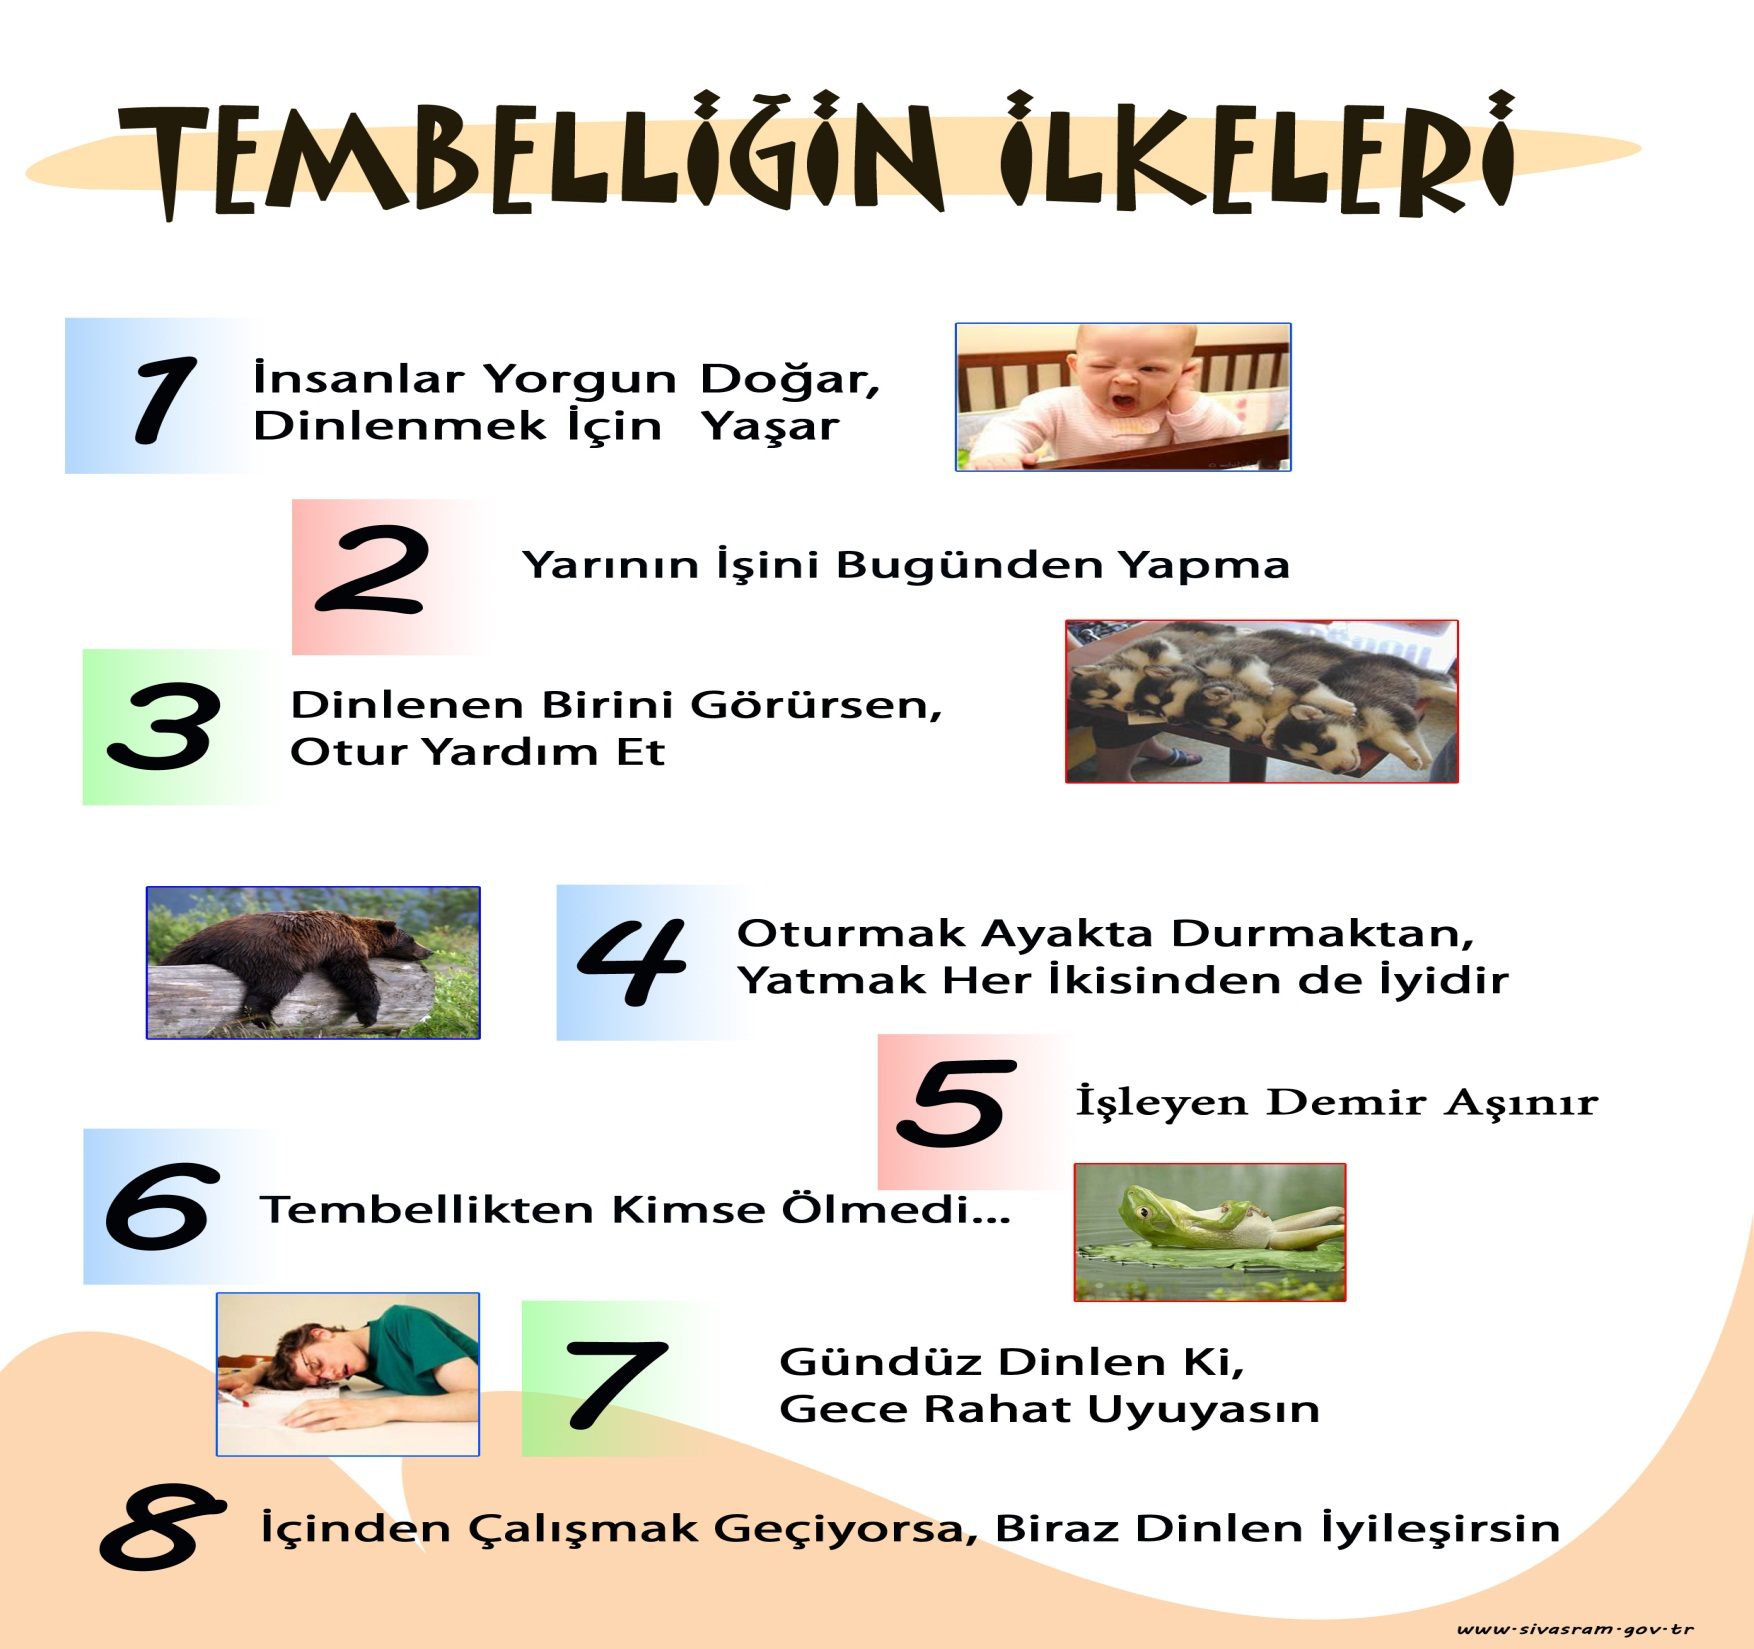 TEMBELLİĞİN İLKELERİ
1
İnsanlar Yorgun Doğar,
Dinlenmek İçin Yaşar
2
Yarının İşini Bugünden Yapma
3
Dinlenen Birini Görürsen,
Otur Yardım Et
4
Oturmak Ayakta Durmaktan,
Yatmak Her İkisinden de İyidir
5
İşleyen Demir Aşınır
6
Tembellikten Kimse Ölmedi...
7
Gündüz Dinlen Ki,
Gece Rahat Uyuyasın
8
İçinden Çalışmak Geçiyorsa, Biraz Dinlen İyileşirsin
www.sivasram.gov.tr